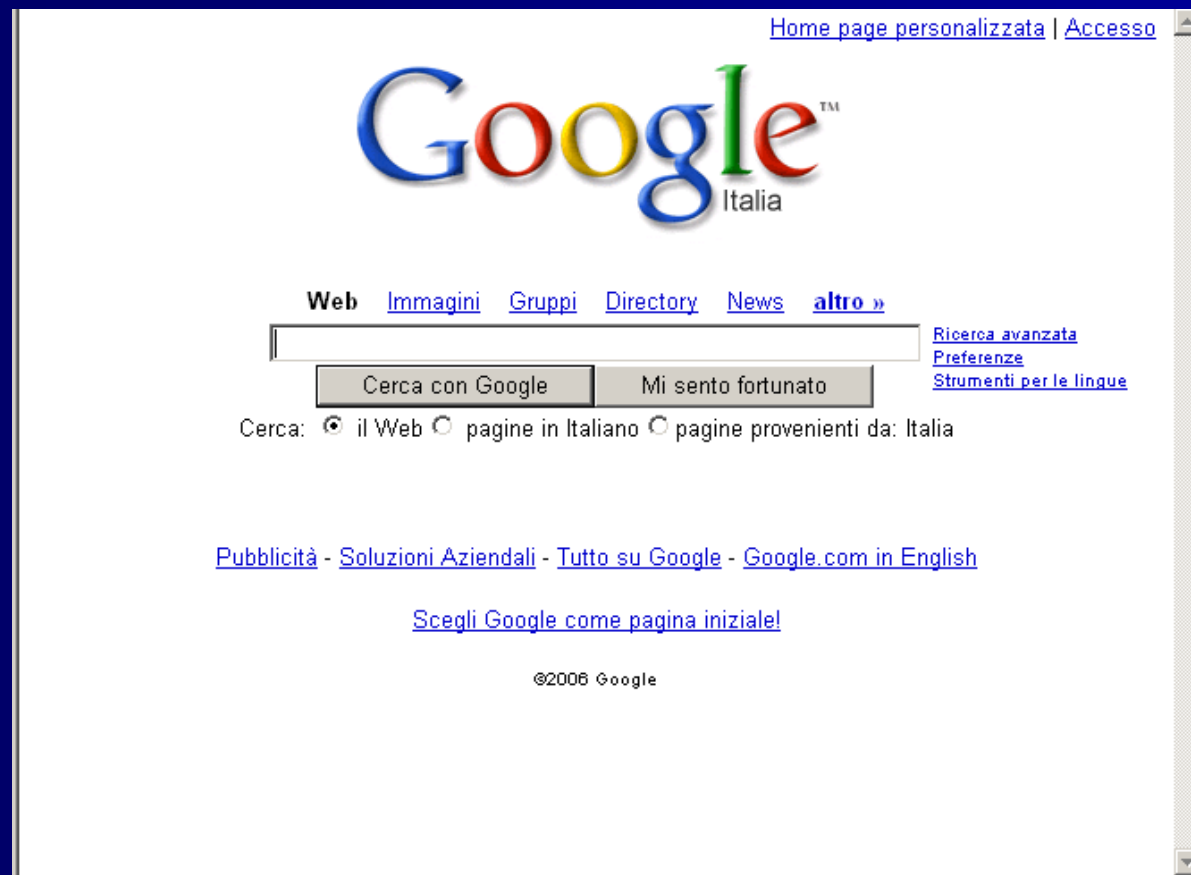 Home page personalizzata | Accesso
Google™
Italia
Web Immagini Gruppi Directory News altro »
Ricerca avanzata
Preferenze
Strumenti per le lingue
Cerca con Google Mi sento fortunato
Cerca: il Web pagine in Italiano pagine provenienti da: Italia
Pubblicità - Soluzioni Aziendali - Tutto su Google - Google.com in English
Scegli Google come pagina iniziale!
©2006 Google